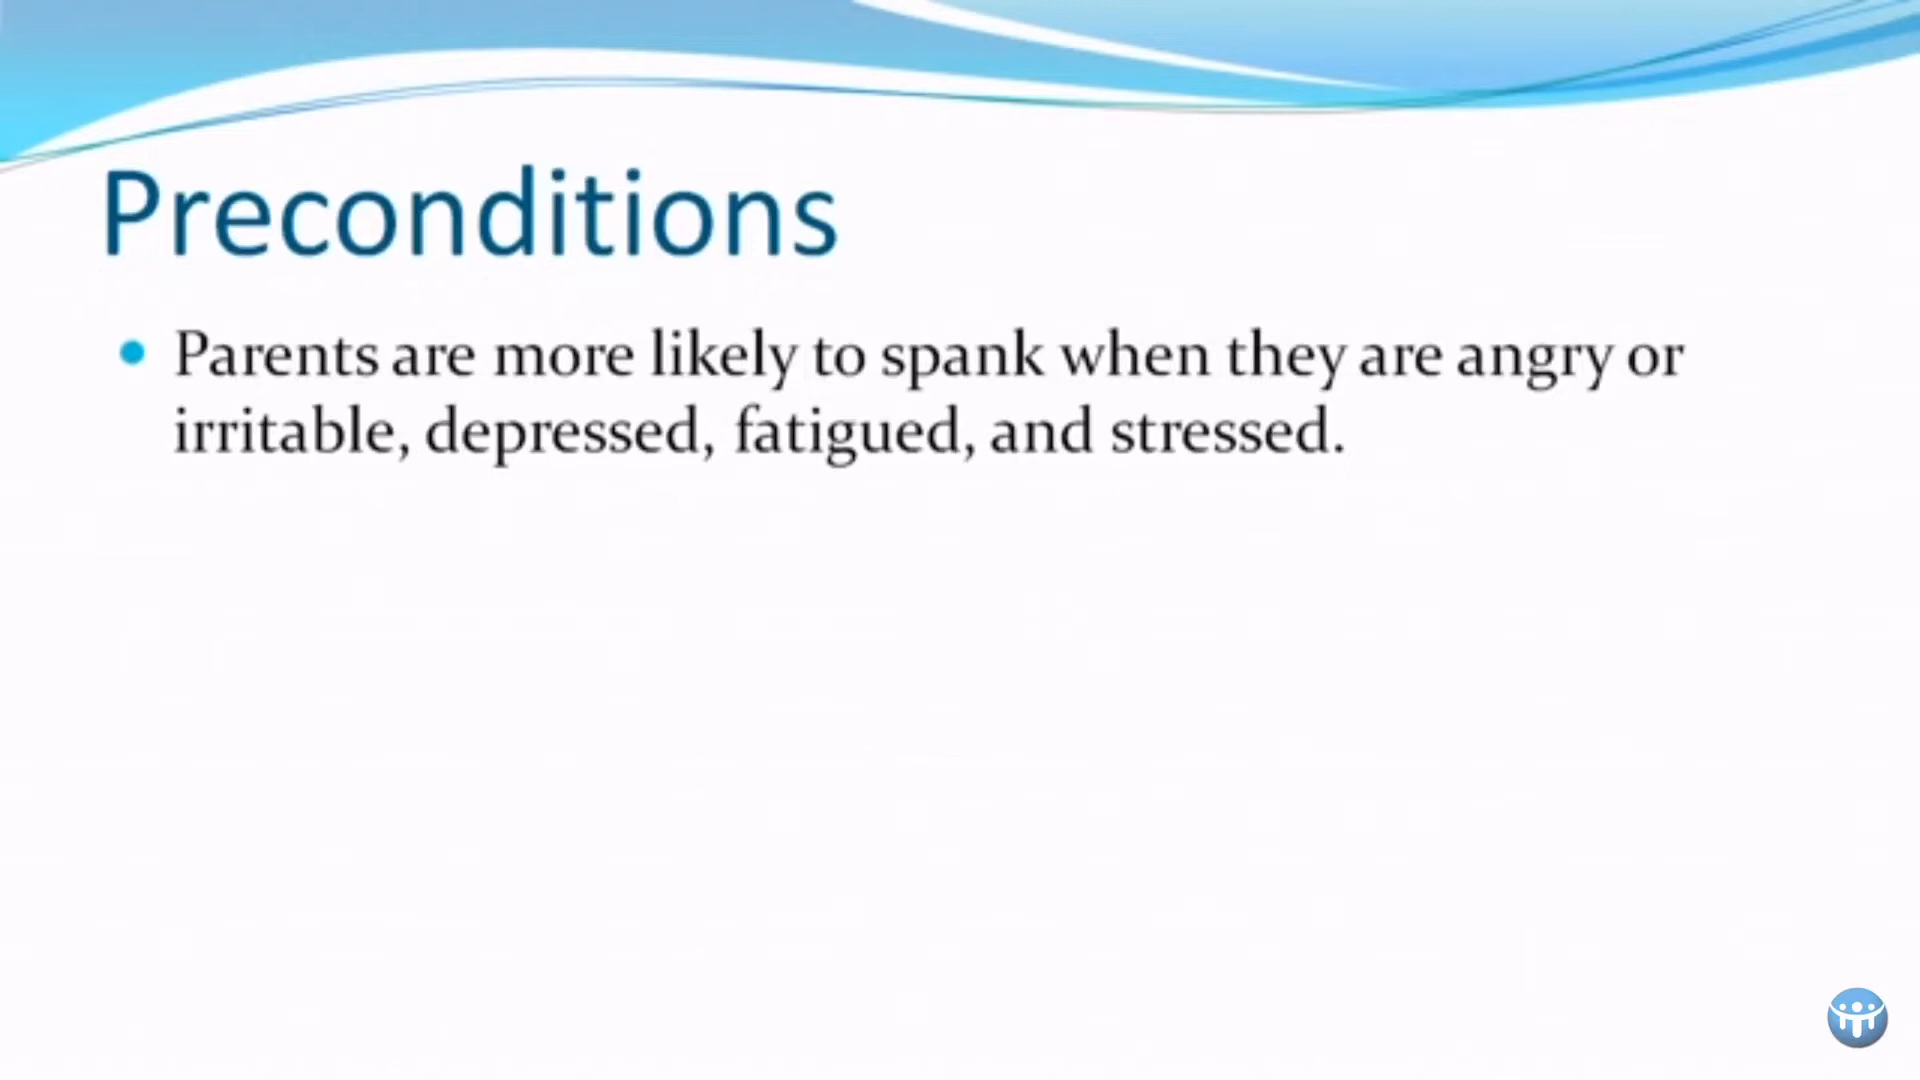 Preconditions
• Parents are more likely to spank when they are angry or
irritable, depressed, fatigued, and stressed.